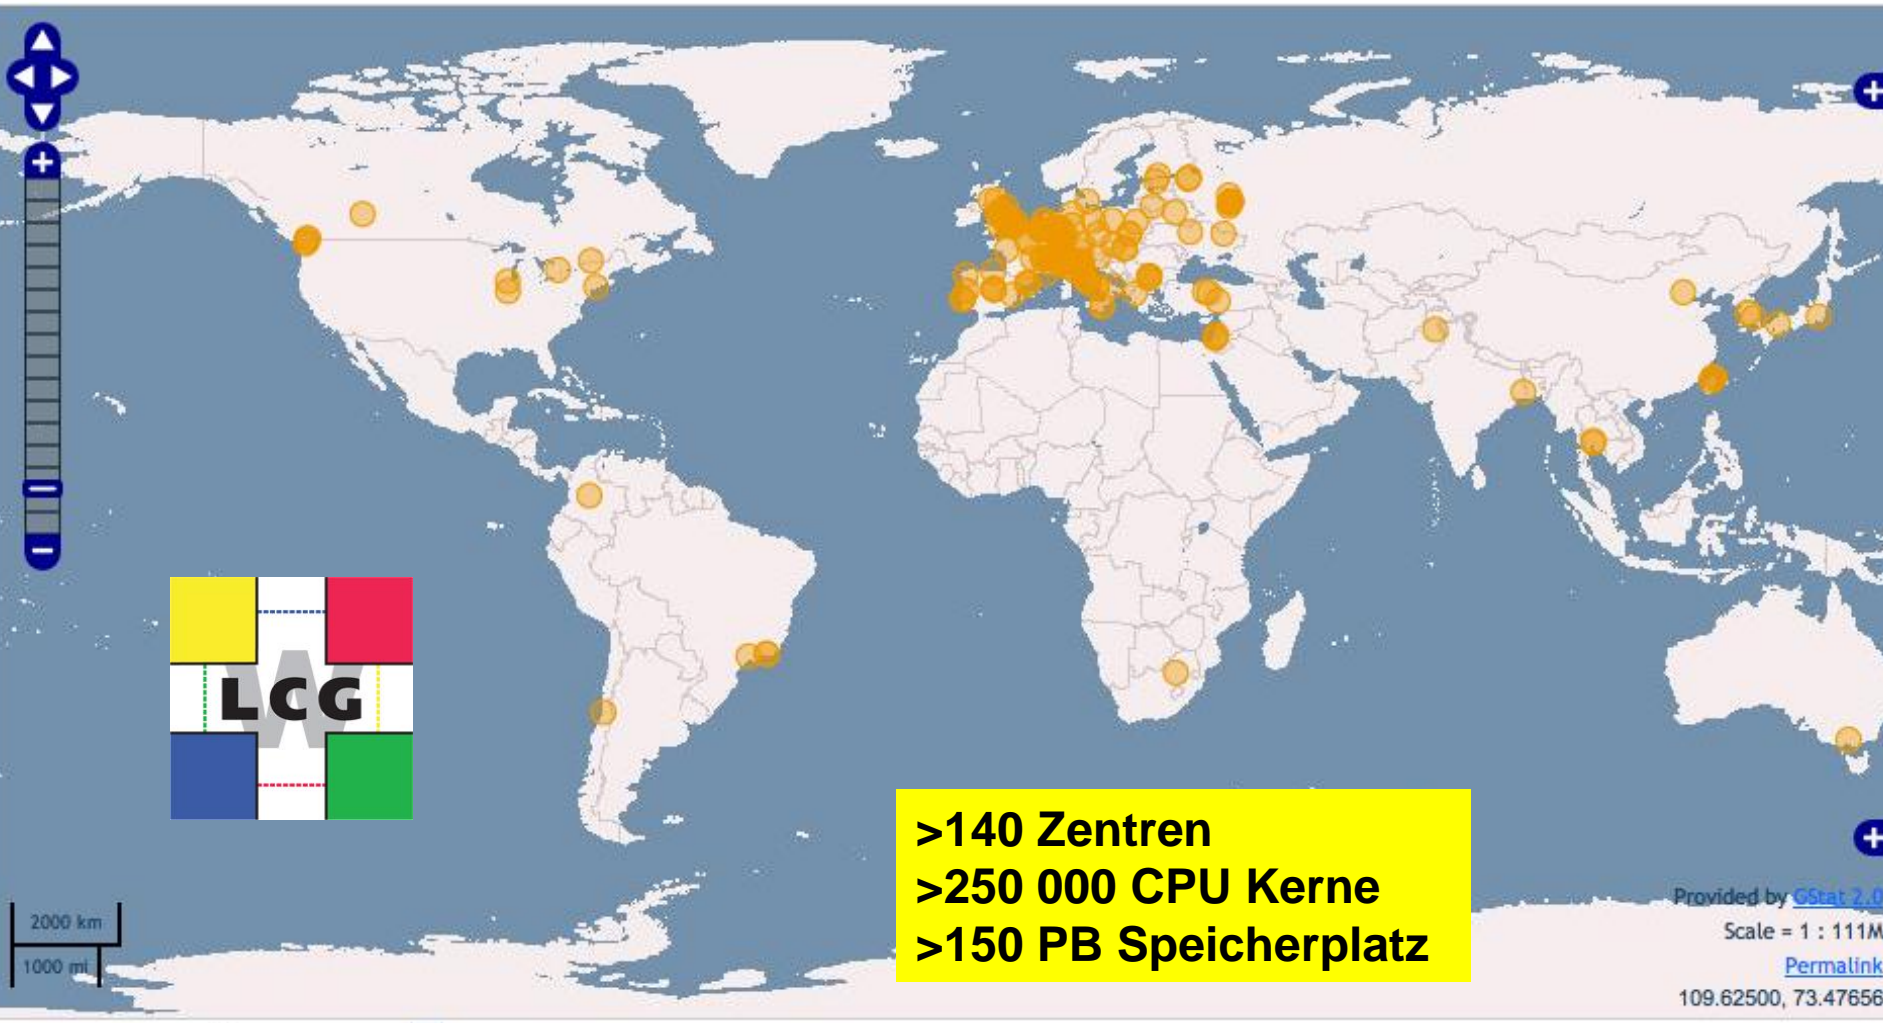 W
LCG
>140 Zentren
>250 000 CPU Kerne
>150 PB Speicherplatz
2000 km
1000 mi
Provided by GStat 2.0
Scale = 1 : 111M
Permalink
109.62500, 73.47656